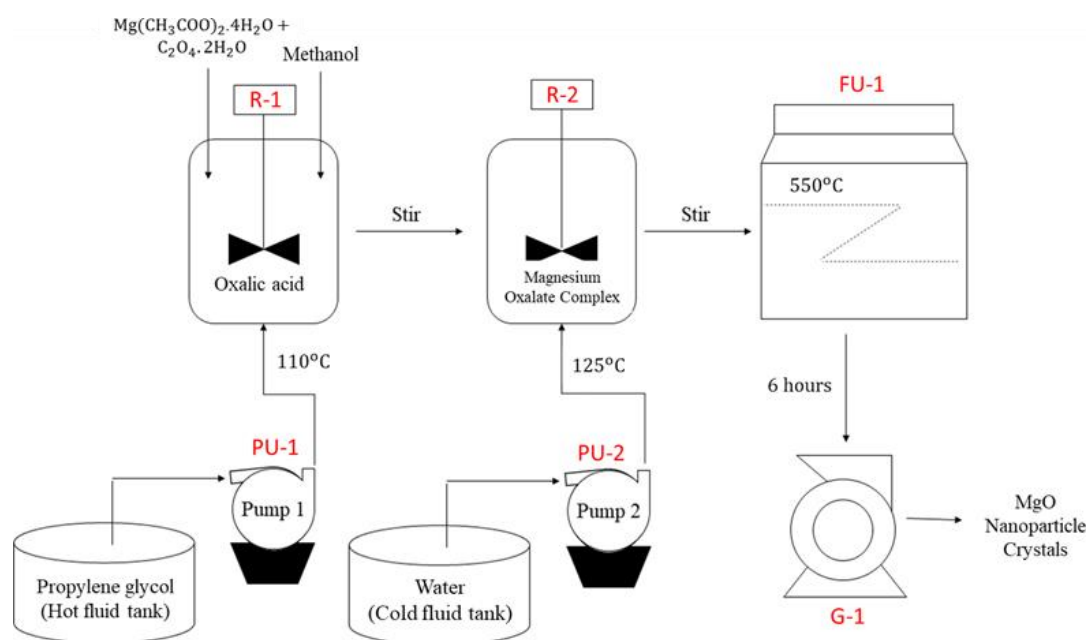 Mg(CH₃COO)₂.4H₂O +
C₂O₄.2H₂O
Methanol
R-1
R-2
FU-1
550°C
Stir
Stir
Oxalic acid
Magnesium
Oxalate Complex
110°C
125°C
6 hours
PU-1
PU-2
Pump 1
Pump 2
MgO
Nanoparticle
Crystals
Propylene glycol
(Hot fluid tank)
Water
(Cold fluid tank)
G-1